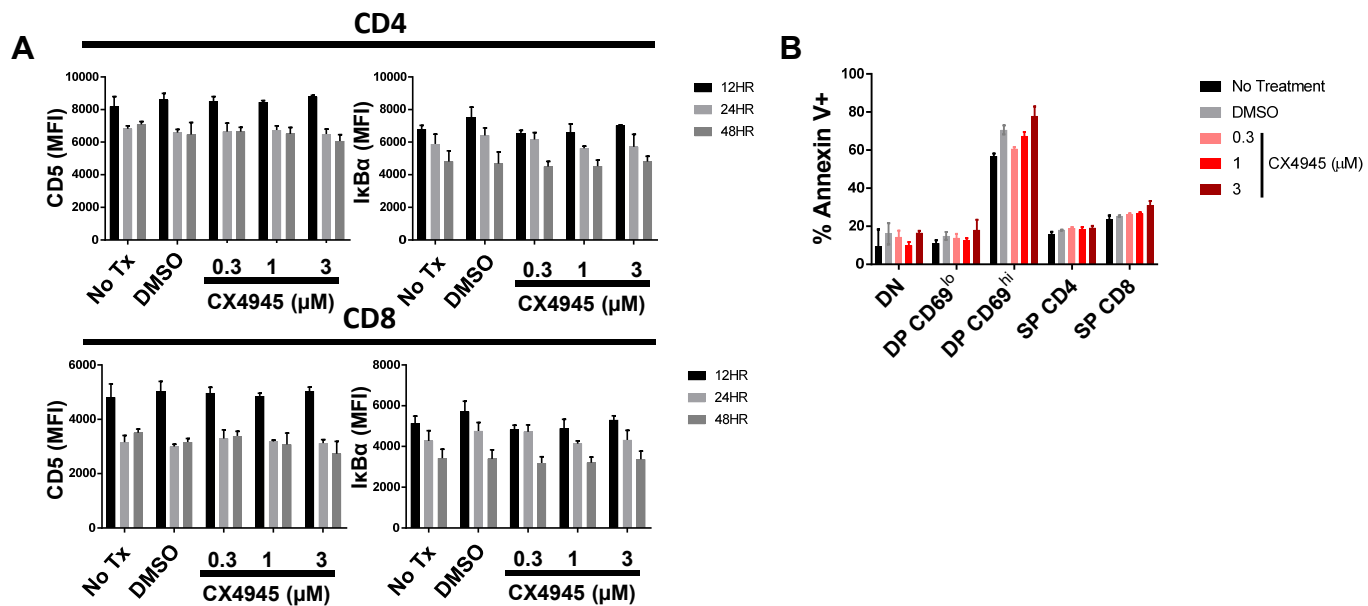 CD4
A
CD5 (MFI)
10000
8000
6000
4000
2000
0
No Tx
DMSO
0.3 1 3
CX4945 (μM)
IκBα (MFI)
10000
8000
6000
4000
2000
0
No Tx
DMSO
0.3 1 3
CX4945 (μM)
12HR
24HR
48HR
CD8
CD5 (MFI)
6000
4000
2000
0
No Tx
DMSO
0.3 1 3
CX4945 (μM)
IκBα (MFI)
8000
6000
4000
2000
0
No Tx
DMSO
0.3 1 3
CX4945 (μM)
12HR
24HR
48HR
B
% Annexin V+
100
80
60
40
20
0
DN
DP CD69lo
DP CD69hi
SP CD4
SP CD8
No Treatment
DMSO
0.3
1
3
CX4945 (μM)